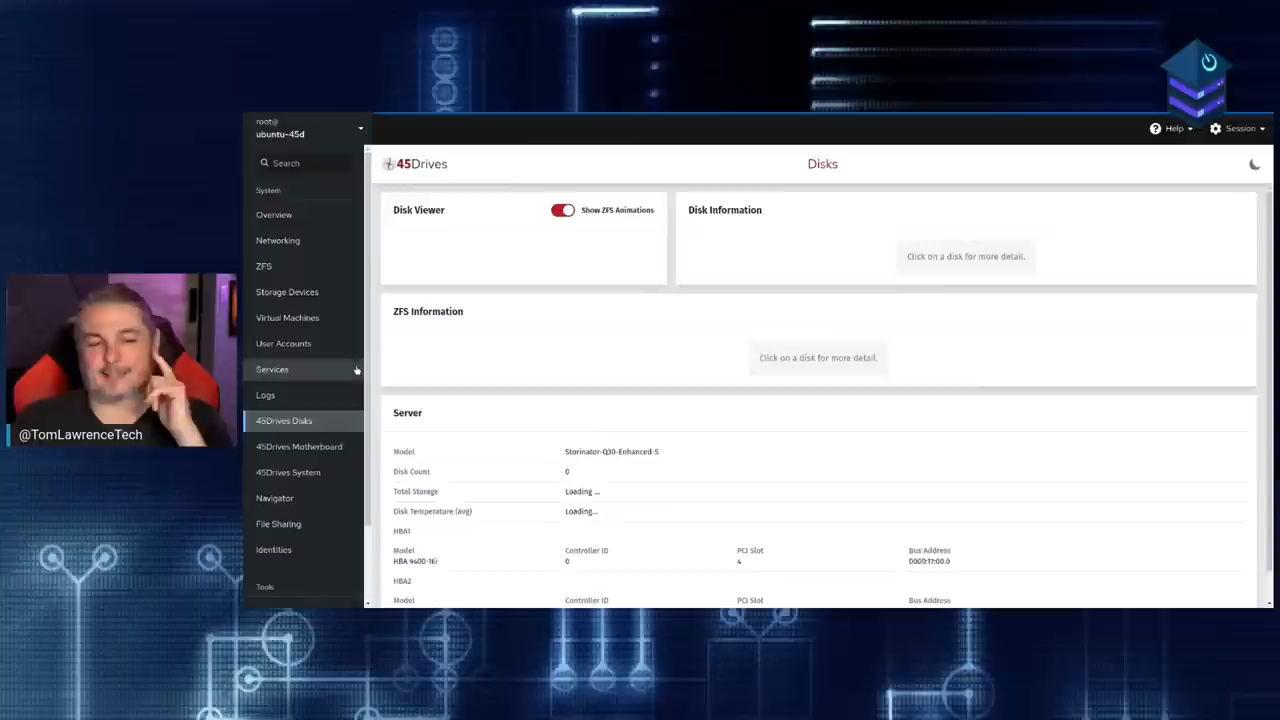 root@
ubuntu-45d
Help
Session
Search
45Drives
Disks
System
Overview
Networking
ZFS
Storage Devices
Virtual Machines
User Accounts
Services
Logs
45Drives Disks
45Drives Motherboard
45Drives System
Navigator
File Sharing
Identities
Tools
Disk Viewer
Show ZFS Animations
Disk Information
Click on a disk for more detail.
ZFS Information
Click on a disk for more detail.
Server
Model Storinator-Q30-Enhanced-S
Disk Count 0
Total Storage Loading ...
Disk Temperature (avg) Loading...
HBA1
Model Controller ID PCI Slot Bus Address
HBA 9400-16i 0 4 0000:17:00.0
HBA2
Model Controller ID PCI Slot Bus Address
@TomLawrenceTech